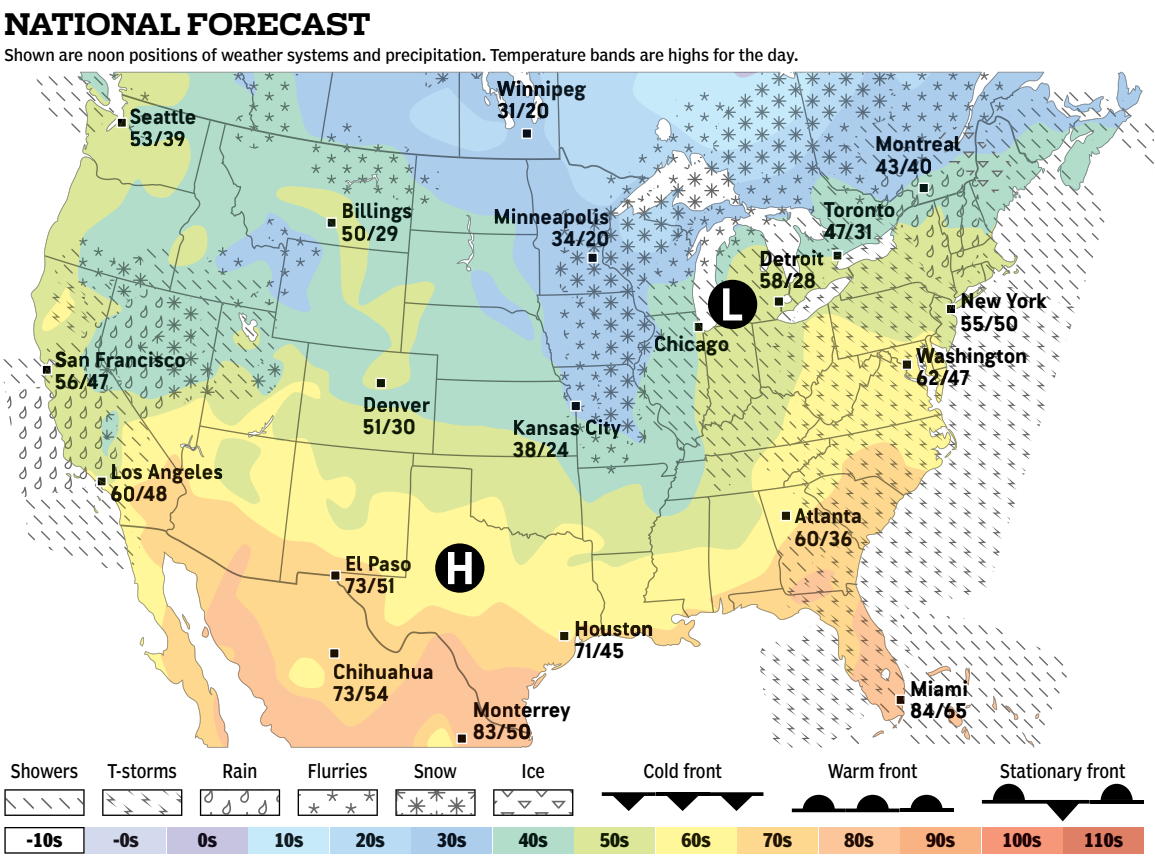 NATIONAL FORECAST
Shown are noon positions of weather systems and precipitation. Temperature bands are highs for the day.
Winnipeg
31/20
Seattle
53/39
Montreal
43/40
Billings
50/29
Minneapolis
34/20
Toronto
47/31
Detroit
58/28
L
New York
55/50
Chicago
Washington
62/47
San Francisco
56/47
Denver
51/30
Kansas City
38/24
Los Angeles
60/48
Atlanta
60/36
El Paso
73/51
H
Houston
71/45
Chihuahua
73/54
Miami
84/65
Monterrey
83/50
Showers T-storms Rain Flurries Snow Ice Cold front Warm front Stationary front
-10s -0s 0s 10s 20s 30s 40s 50s 60s 70s 80s 90s 100s 110s